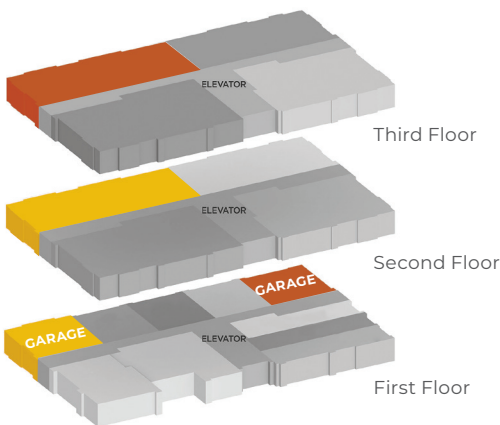 ELEVATOR
Third Floor
ELEVATOR
Second Floor
GARAGE
GARAGE
ELEVATOR
First Floor